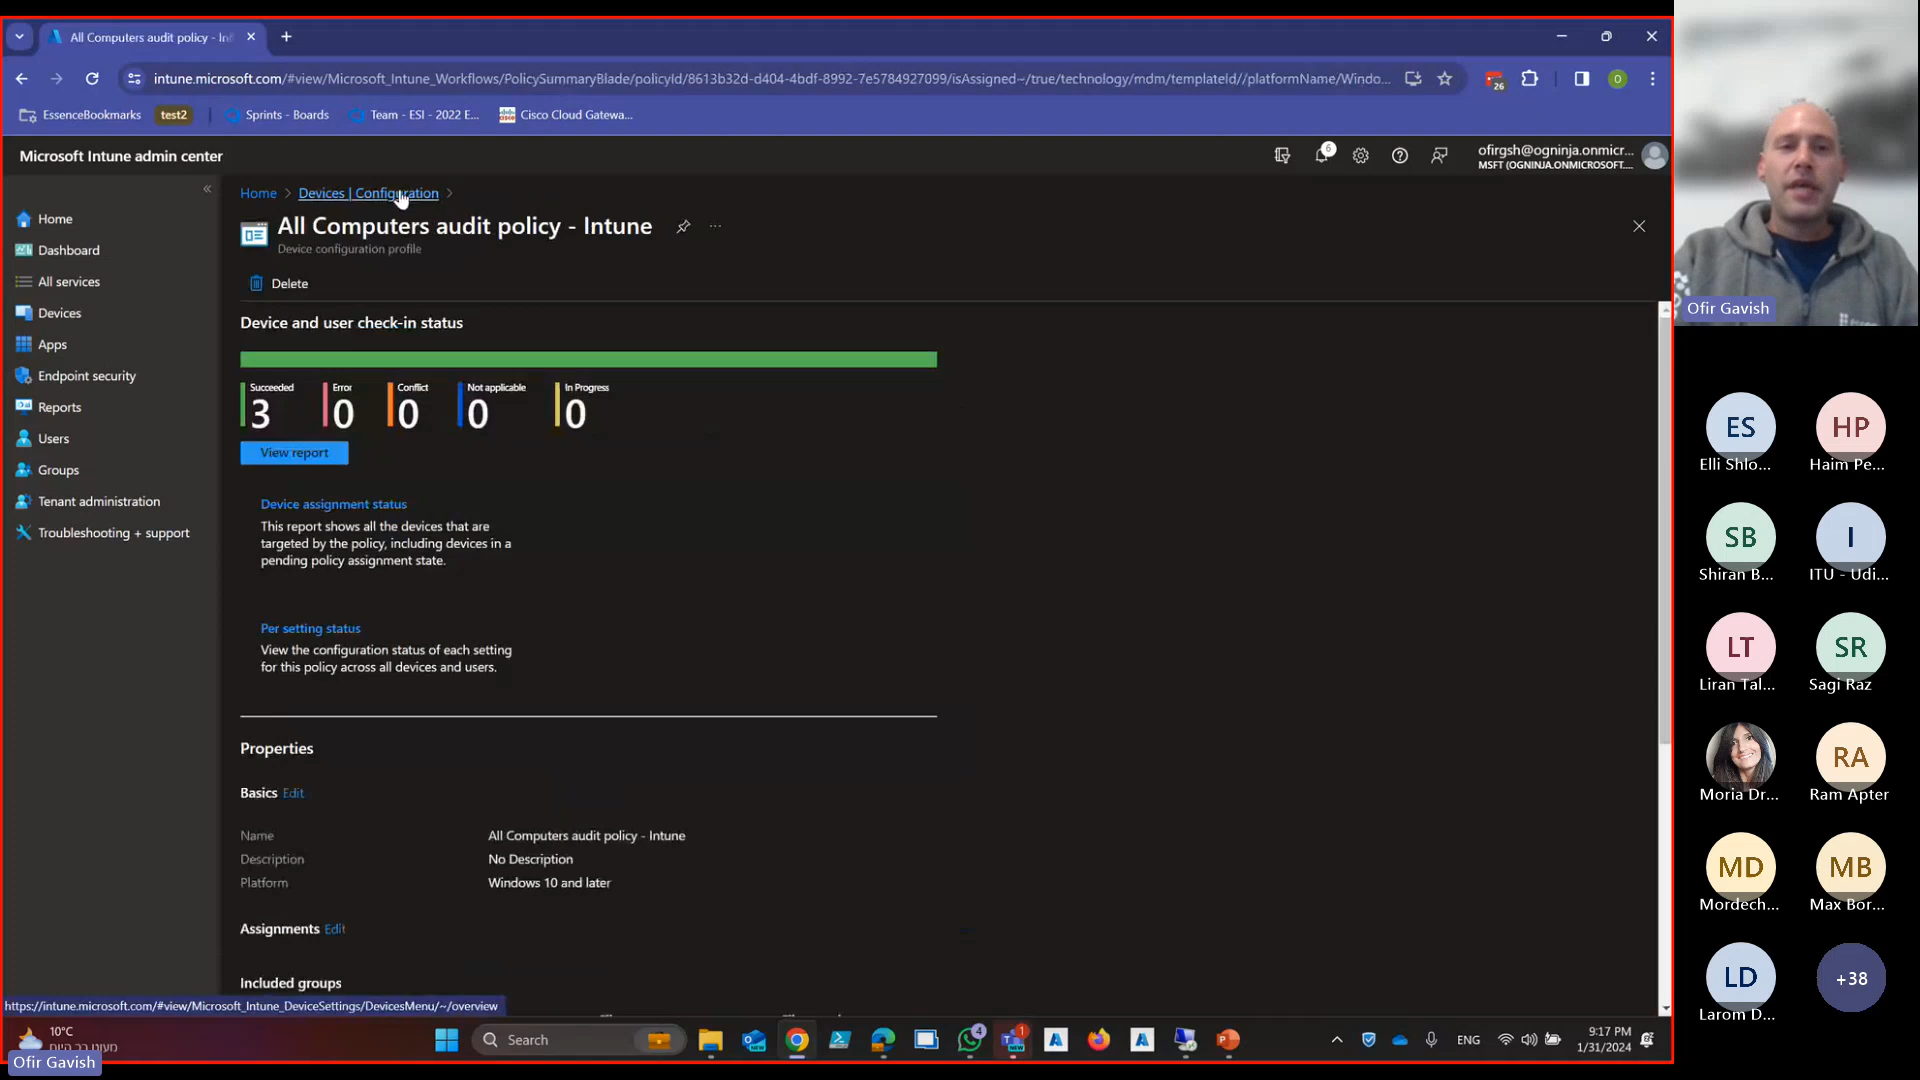 All Computers audit policy - In
intune.microsoft.com/#view/Microsoft_Intune_Workflows/PolicySummaryBlade/policyId/8613b32d-d404-4bdf-8992-7e5784927099/isAssigned~/true/technology/mdm/templateId//platformName/Windo...
26
O
EssenceBookmarks
test2
Sprints - Boards
Team - ESI - 2022 E...
Cisco Cloud Gatewa...
Microsoft Intune admin center
6
ofirgsh@ogninja.onmicr...
MSFT (OGNINJA.ONMICROSOFT....
Home
Dashboard
All services
Devices
Apps
Endpoint security
Reports
Users
Groups
Tenant administration
Troubleshooting + support
Home > Devices | Configuration >
All Computers audit policy - Intune
Device configuration profile
Delete
Device and user check-in status
Succeeded
3
Error
0
Conflict
0
Not applicable
0
In Progress
0
View report
Device assignment status
This report shows all the devices that are
targeted by the policy, including devices in a
pending policy assignment state.
Per setting status
View the configuration status of each setting
for this policy across all devices and users.
Properties
Basics Edit
Name All Computers audit policy - Intune
Description No Description
Platform Windows 10 and later
Assignments Edit
Included groups
https://intune.microsoft.com/#view/Microsoft_Intune_DeviceSettings/DevicesMenu/~/overview
10°C
Search
4
1
ENG
9:17 PM
1/31/2024
Ofir Gavish
Ofir Gavish
ES
Elli Shlo...
HP
Haim Pe...
SB
Shiran B...
I
ITU - Udi...
LT
Liran Tal...
SR
Sagi Raz
Moria Dr...
RA
Ram Apter
MD
Mordech...
MB
Max Bor...
LD
Larom D...
+38